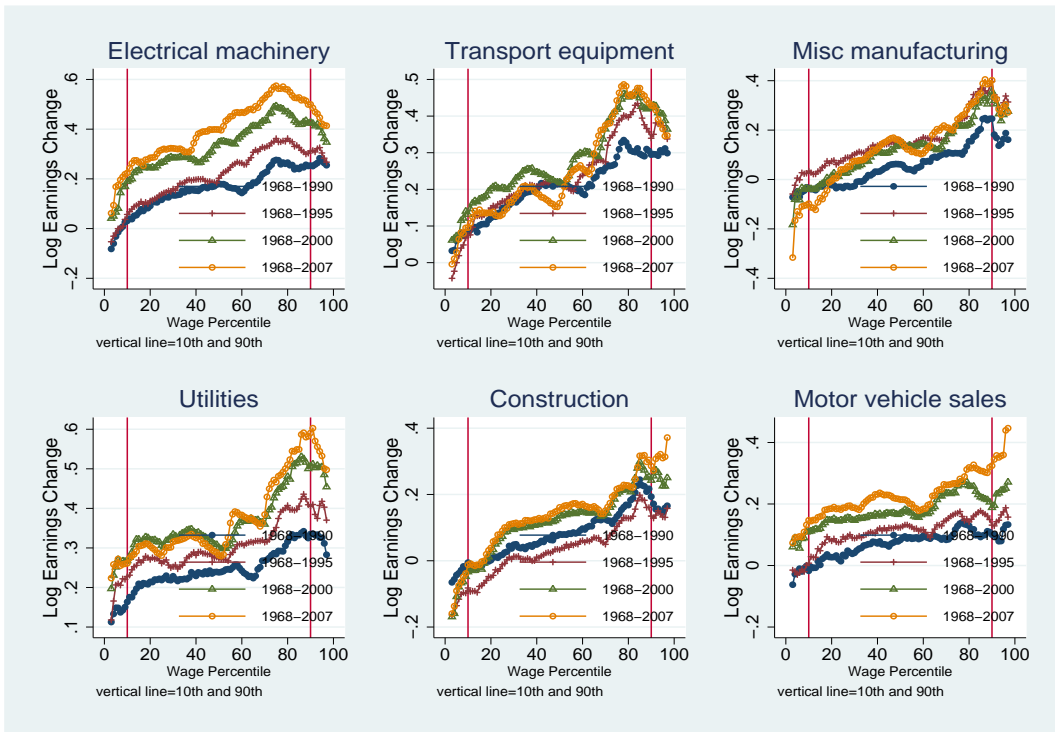 Electrical machinery
Log Earnings Change
.6
.4
.2
0
-.2
1968-1990
1968-1995
1968-2000
1968-2007
0 20 40 60 80 100
Wage Percentile
vertical line=10th and 90th
Transport equipment
Log Earnings Change
.5
.4
.3
.2
.1
0
1968-1990
1968-1995
1968-2000
1968-2007
0 20 40 60 80 100
Wage Percentile
vertical line=10th and 90th
Misc manufacturing
Log Earnings Change
.4
.2
0
-.2
-.4
1968-1990
1968-1995
1968-2000
1968-2007
0 20 40 60 80 100
Wage Percentile
vertical line=10th and 90th
Utilities
Log Earnings Change
.6
.5
.4
.3
.2
.1
1968-1990
1968-1995
1968-2000
1968-2007
0 20 40 60 80 100
Wage Percentile
vertical line=10th and 90th
Construction
Log Earnings Change
.4
.2
0
-.2
1968-1990
1968-1995
1968-2000
1968-2007
0 20 40 60 80 100
Wage Percentile
vertical line=10th and 90th
Motor vehicle sales
Log Earnings Change
.4
.2
0
-.2
1968-1990
1968-1995
1968-2000
1968-2007
0 20 40 60 80 100
Wage Percentile
vertical line=10th and 90th